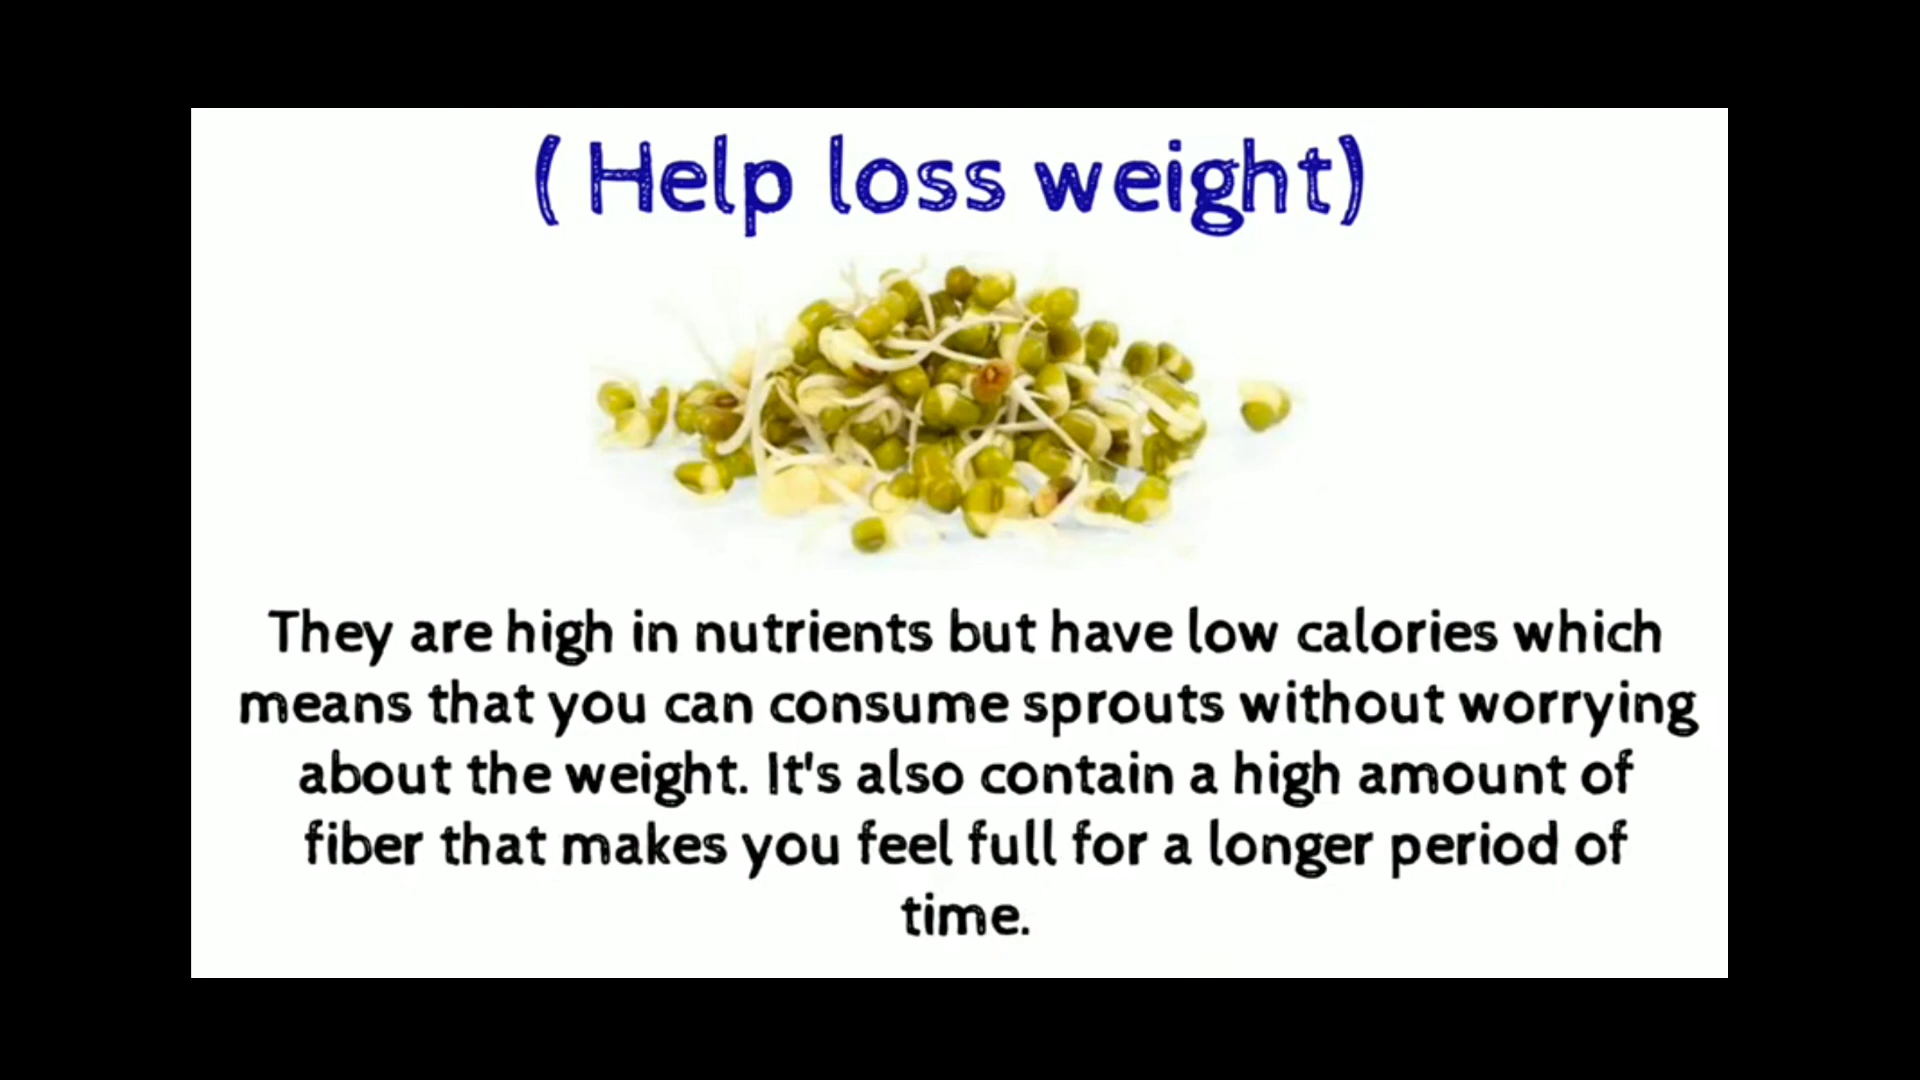 ( Help loss weight)
They are high in nutrients but have low calories which
means that you can consume sprouts without worrying
about the weight. It's also contain a high amount of
fiber that makes you feel full for a longer period of
time.